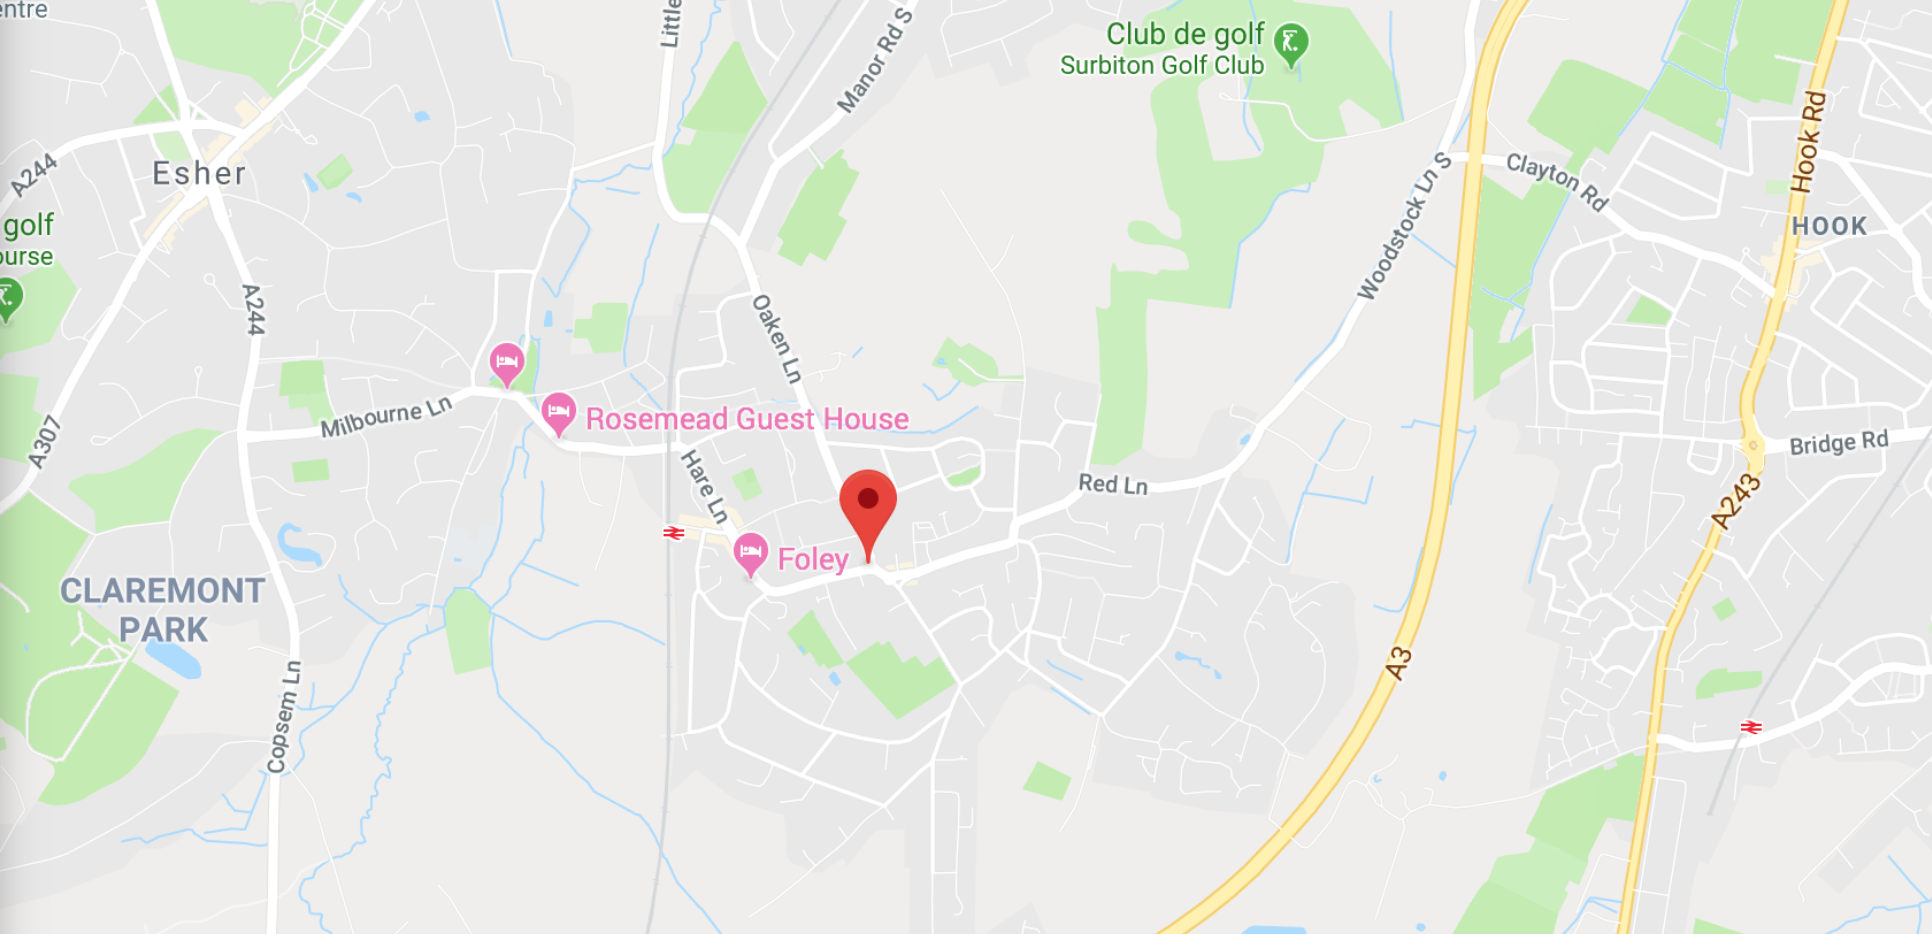 entre
Little
Manor Rd S
Club de golf
Surbiton Golf Club
Hook Rd
A244
Esher
Clayton Rd
HOOK
golf
ourse
Woodstock Ln S
A244
Oaken Ln
A307
Milbourne Ln
Rosemead Guest House
Bridge Rd
Hare Ln
Red Ln
A243
Foley
CLAREMONT
PARK
A3
Copsem Ln